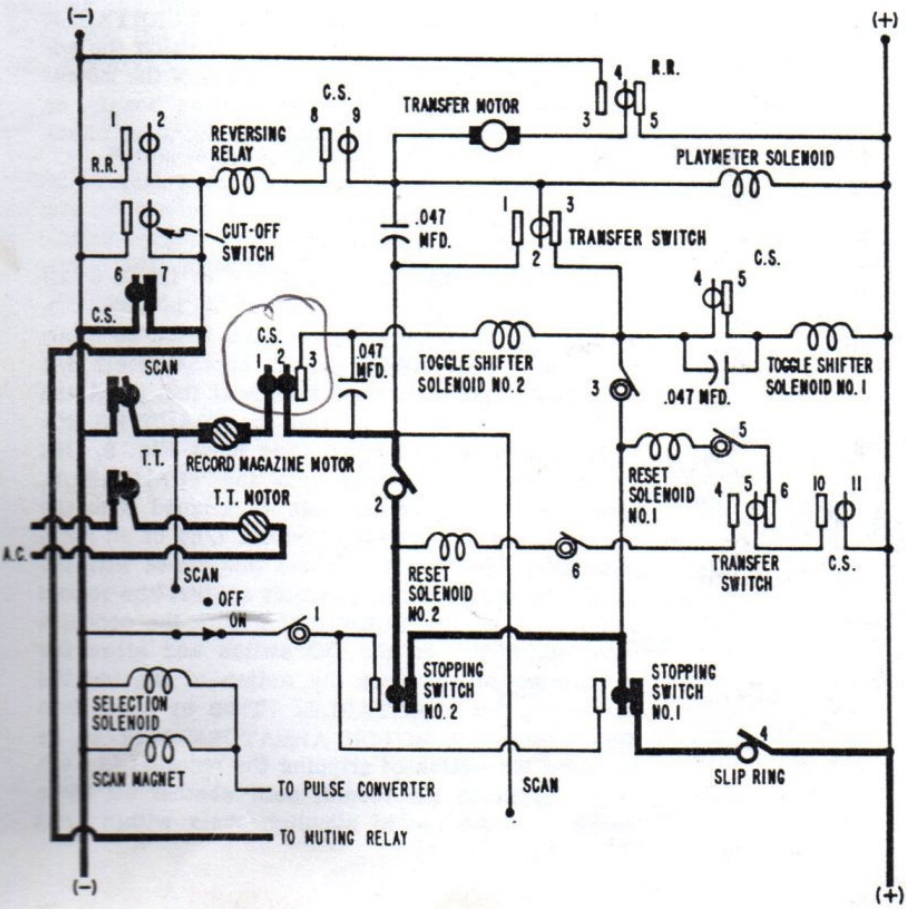 (-)
(+)
4
R.R.
C.S.
TRANSFER MOTOR
8
9
3
5
1
2
REVERSING
RELAY
PLAYMETER SOLENOID
R.R.
1
3
.047
MFD.
2
TRANSFER SWITCH
CUT-OFF
SWITCH
C.S.
4
5
6
7
C.S.
C.S.
1
2
3
SCAN
.047
MFD.
TOGGLE SHIFTER
SOLENOID NO.2
3
.047 MFD.
TOGGLE SHIFTER
SOLENOID NO.1
5
T.T.
RECORD MAGAZINE MOTOR
2
RESET
SOLENOID
NO.1
4
5
6
10
11
T.T. MOTOR
A.C.
RESET
SOLENOID
NO.2
6
TRANSFER
SWITCH
C.S.
SCAN
OFF
ON
1
STOPPING
SWITCH
NO.2
STOPPING
SWITCH
NO.1
SELECTION
SOLENOID
4
SLIP RING
SCAN MAGNET
SCAN
TO PULSE CONVERTER
TO MUTING RELAY
(-)
(+)